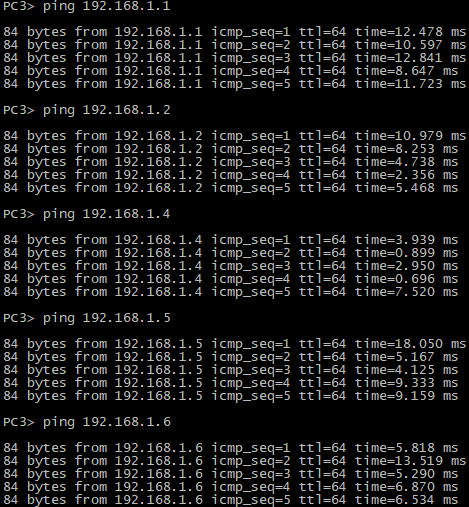 PC3> ping 192.168.1.1
84 bytes from 192.168.1.1 icmp_seq=1 ttl=64 time=12.478 ms
84 bytes from 192.168.1.1 icmp_seq=2 ttl=64 time=10.597 ms
84 bytes from 192.168.1.1 icmp_seq=3 ttl=64 time=12.841 ms
84 bytes from 192.168.1.1 icmp_seq=4 ttl=64 time=8.647 ms
84 bytes from 192.168.1.1 icmp_seq=5 ttl=64 time=11.723 ms
PC3> ping 192.168.1.2
84 bytes from 192.168.1.2 icmp_seq=1 ttl=64 time=10.979 ms
84 bytes from 192.168.1.2 icmp_seq=2 ttl=64 time=8.253 ms
84 bytes from 192.168.1.2 icmp_seq=3 ttl=64 time=4.738 ms
84 bytes from 192.168.1.2 icmp_seq=4 ttl=64 time=2.356 ms
84 bytes from 192.168.1.2 icmp_seq=5 ttl=64 time=5.468 ms
PC3> ping 192.168.1.4
84 bytes from 192.168.1.4 icmp_seq=1 ttl=64 time=3.939 ms
84 bytes from 192.168.1.4 icmp_seq=2 ttl=64 time=0.899 ms
84 bytes from 192.168.1.4 icmp_seq=3 ttl=64 time=2.950 ms
84 bytes from 192.168.1.4 icmp_seq=4 ttl=64 time=0.696 ms
84 bytes from 192.168.1.4 icmp_seq=5 ttl=64 time=7.520 ms
PC3> ping 192.168.1.5
84 bytes from 192.168.1.5 icmp_seq=1 ttl=64 time=18.050 ms
84 bytes from 192.168.1.5 icmp_seq=2 ttl=64 time=5.167 ms
84 bytes from 192.168.1.5 icmp_seq=3 ttl=64 time=4.125 ms
84 bytes from 192.168.1.5 icmp_seq=4 ttl=64 time=9.333 ms
84 bytes from 192.168.1.5 icmp_seq=5 ttl=64 time=9.159 ms
PC3> ping 192.168.1.6
84 bytes from 192.168.1.6 icmp_seq=1 ttl=64 time=5.818 ms
84 bytes from 192.168.1.6 icmp_seq=2 ttl=64 time=13.519 ms
84 bytes from 192.168.1.6 icmp_seq=3 ttl=64 time=5.290 ms
84 bytes from 192.168.1.6 icmp_seq=4 ttl=64 time=6.870 ms
84 bytes from 192.168.1.6 icmp_seq=5 ttl=64 time=6.534 ms